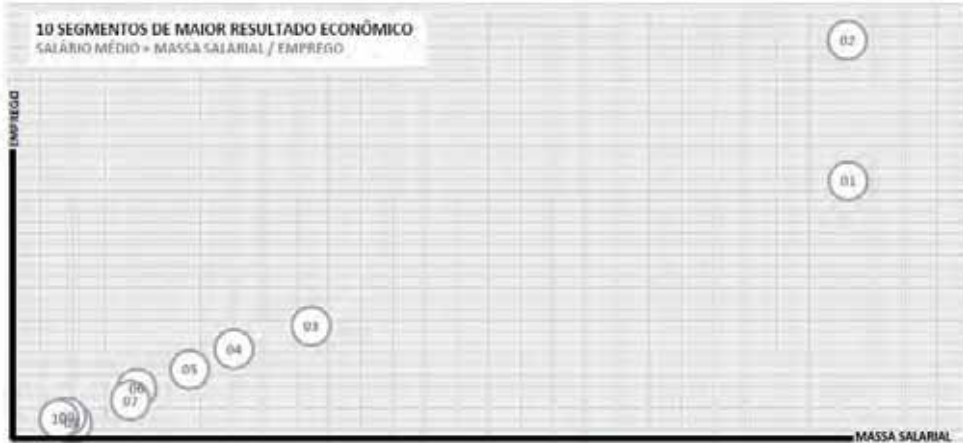 10 SEGMENTOS DE MAIOR RESULTADO ECONÔMICO
SALÁRIO MÉDIO = MASSA SALARIAL / EMPREGO
02
EMPREGO
01
03
04
05
06
07
10
MASSA SALARIAL